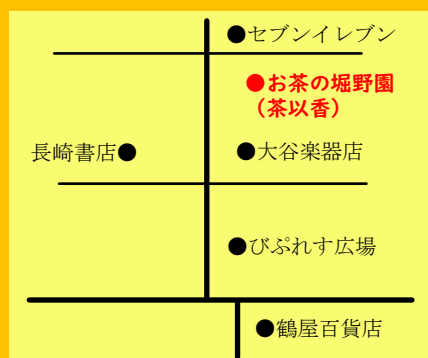 ●セブンイレブン
●お茶の堀野園
（茶以香）
長崎書店●
●大谷楽器店
●びぷれす広場
●鶴屋百貨店